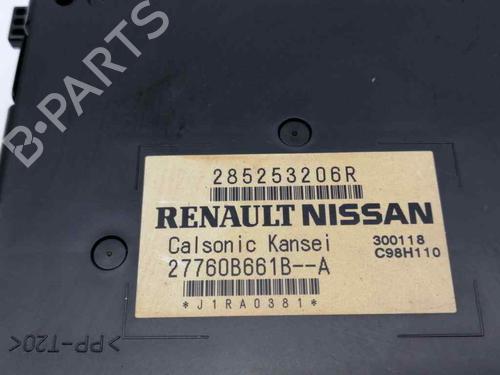 B-PARTS
285253206R
RENAULT NISSAN
Calsonic Kansei
300118
27760B661B--A
C98H110
*J1RA0381*
>PP-T20<